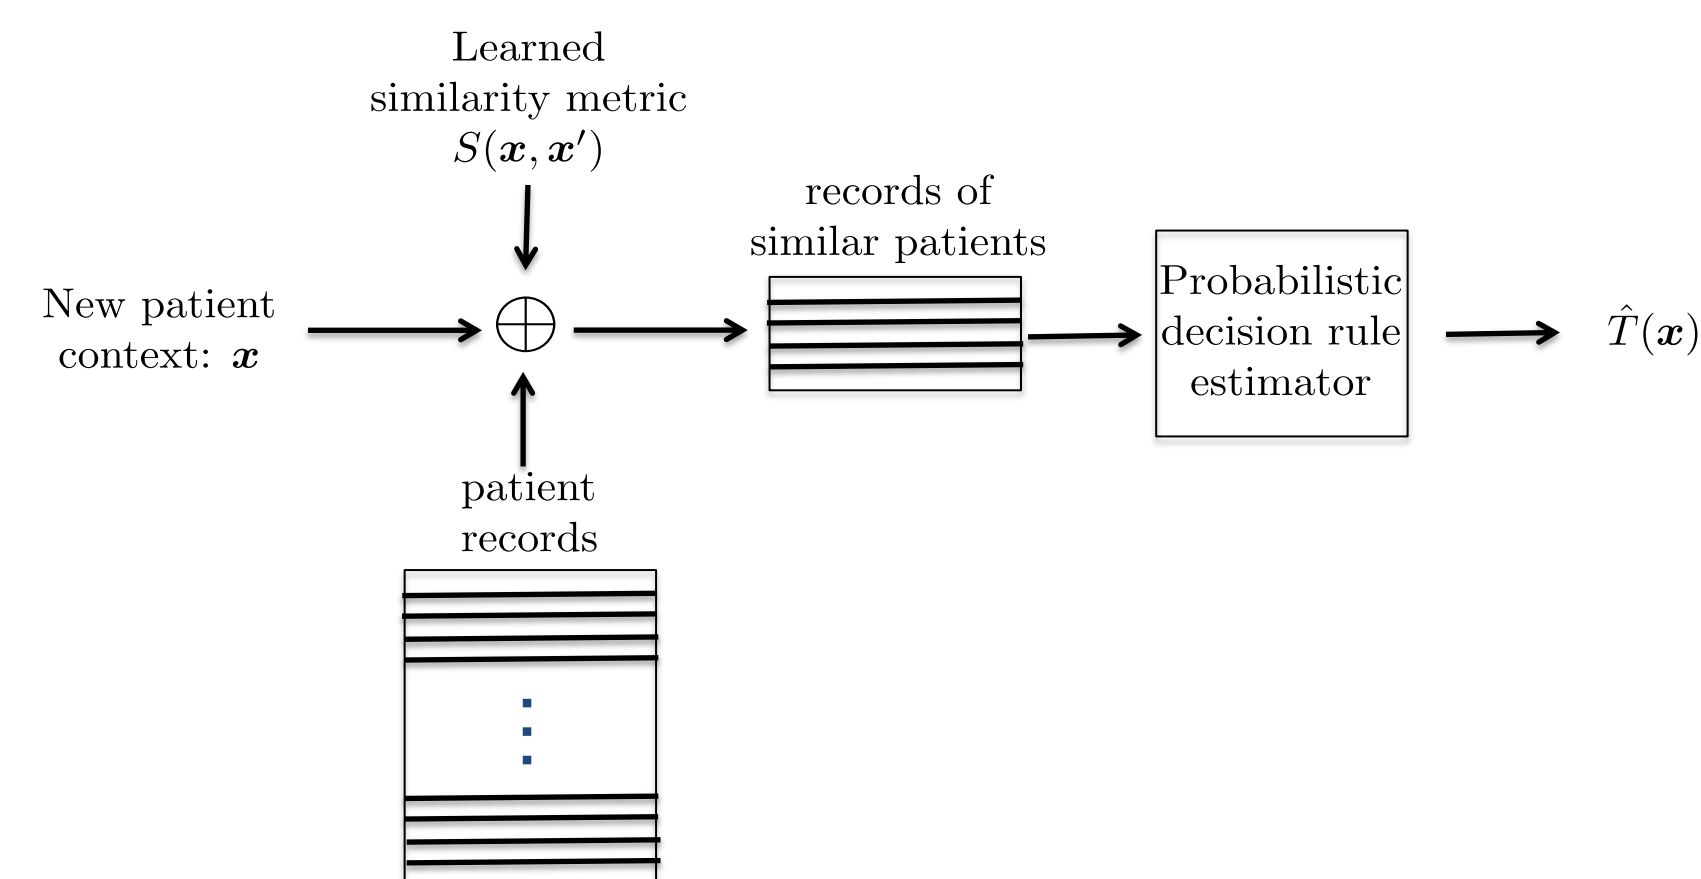 Learned
similarity metric
S(x, x′)
New patient
context: x
records of
similar patients
Probabilistic
decision rule
estimator
T̂(x)
patient
records